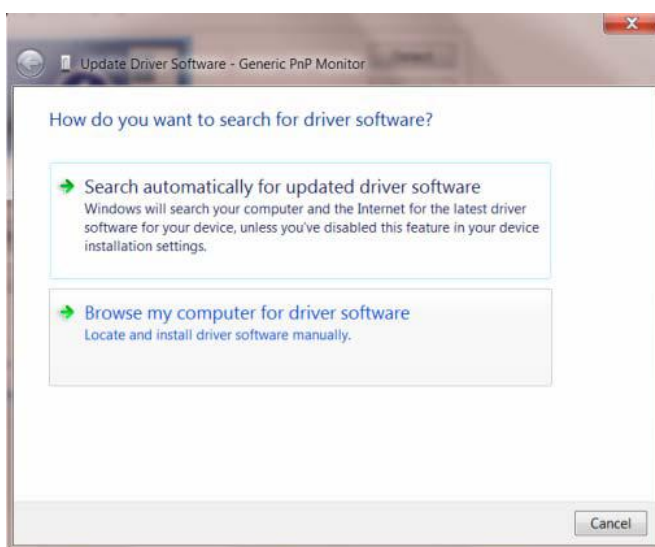 Update Driver Software - Generic PnP Monitor
How do you want to search for driver software?
Search automatically for updated driver software
Windows will search your computer and the Internet for the latest driver
software for your device, unless you've disabled this feature in your device
installation settings.
Browse my computer for driver software
Locate and install driver software manually.
Cancel